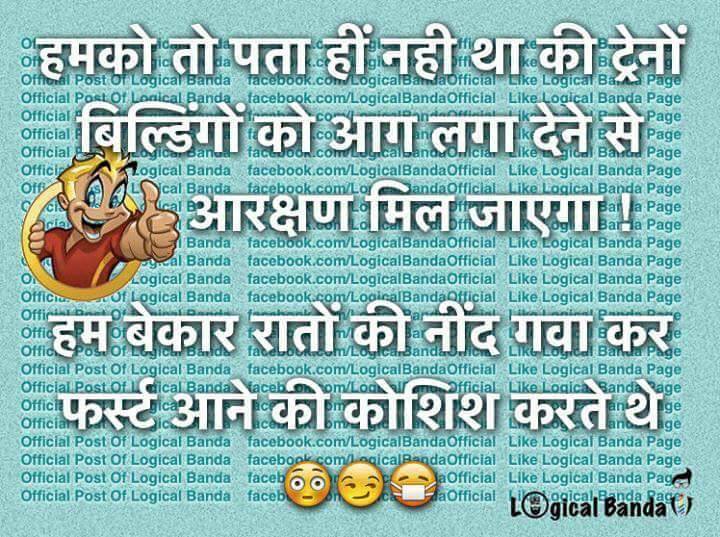 हमको तो पता हीं नही था की ट्रेनों
बिल्डिंगों को आग लगा देने से
आरक्षण मिल जाएगा !
हम बेकार रातों की नींद गवा कर
फर्स्ट आने की कोशिश करते थे
Official Post Of Logical Banda facebook.com/LogicalBandaOfficial Like Logical Banda Page
Logical Banda